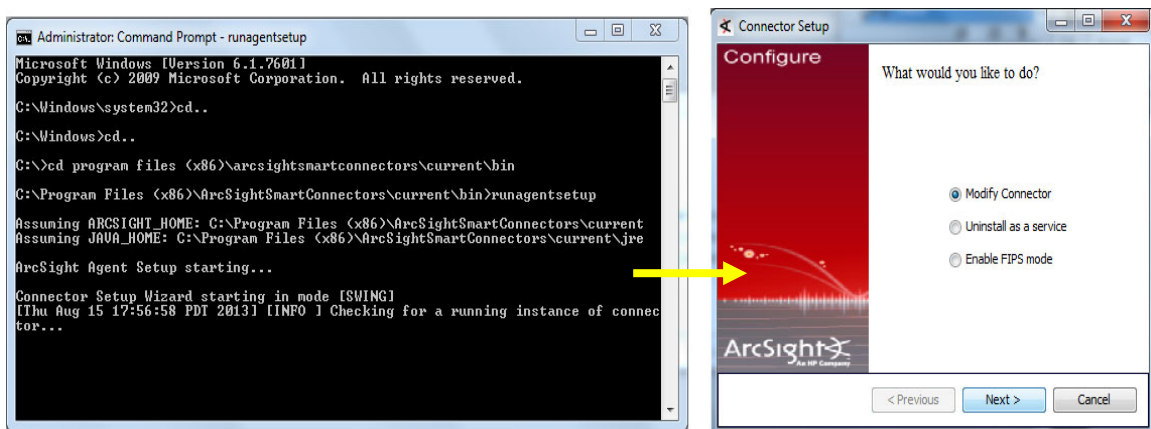 Administrator: Command Prompt - runagentsetup
Microsoft Windows [Version 6.1.7601]
Copyright (c) 2009 Microsoft Corporation.  All rights reserved.
C:\Windows\system32>cd..
C:\Windows>cd..
C:\>cd program files (x86)\arcsightsmartconnectors\current\bin
C:\Program Files (x86)\ArcSightSmartConnectors\current\bin>runagentsetup
Assuming ARCSIGHT_HOME: C:\Program Files (x86)\ArcSightSmartConnectors\current
Assuming JAVA_HOME: C:\Program Files (x86)\ArcSightSmartConnectors\current\jre
ArcSight Agent Setup starting...
Connector Setup Wizard starting in mode [SWING]
[Thu Aug 15 17:56:58 PDT 2013] [INFO ] Checking for a running instance of connec
tor...
Connector Setup
Configure
What would you like to do?
Modify Connector
Uninstall as a service
Enable FIPS mode
ArcSight
An HP Company
< Previous
Next >
Cancel